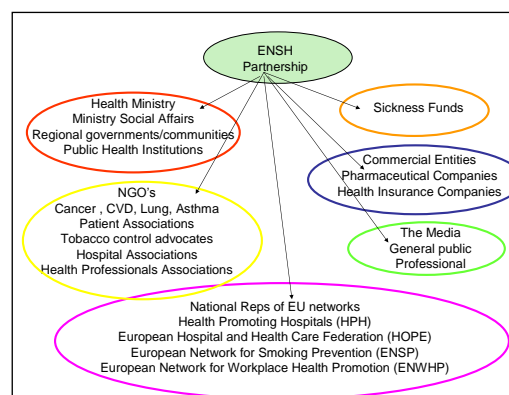 ENSH
Partnership
Health Ministry
Ministry Social Affairs
Regional governments/communities
Public Health Institutions
Sickness Funds
Commercial Entities
Pharmaceutical Companies
Health Insurance Companies
NGO's
Cancer , CVD, Lung, Asthma
Patient Associations
Tobacco control advocates
Hospital Associations
Health Professionals Associations
The Media
General public
Professional
National Reps of EU networks
Health Promoting Hospitals (HPH)
European Hospital and Health Care Federation (HOPE)
European Network for Smoking Prevention (ENSP)
European Network for Workplace Health Promotion (ENWHP)